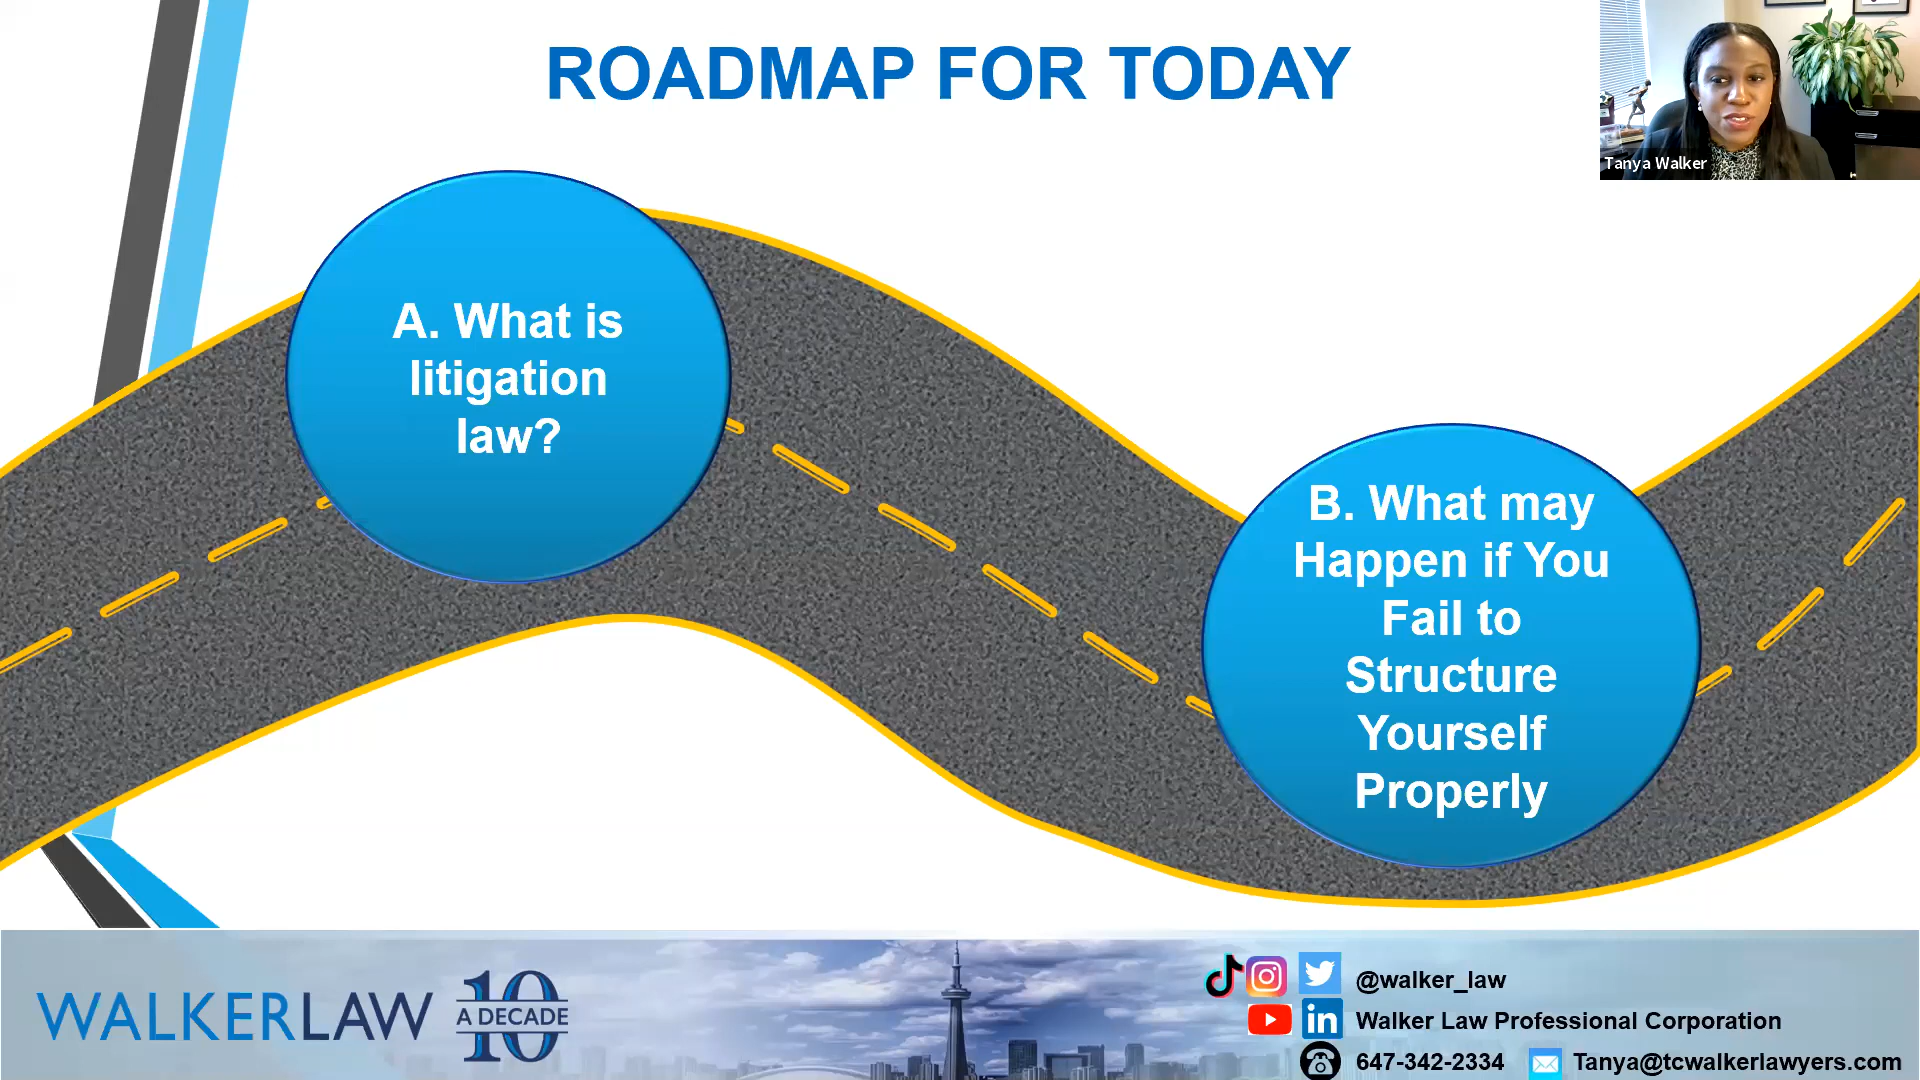 ROADMAP FOR TODAY
Tanya Walker
A. What is
litigation
law?
B. What may
Happen if You
Fail to
Structure
Yourself
Properly
WALKERLAW
10
A DECADE
@walker_law
Walker Law Professional Corporation
647-342-2334
Tanya@tcwalkerlawyers.com